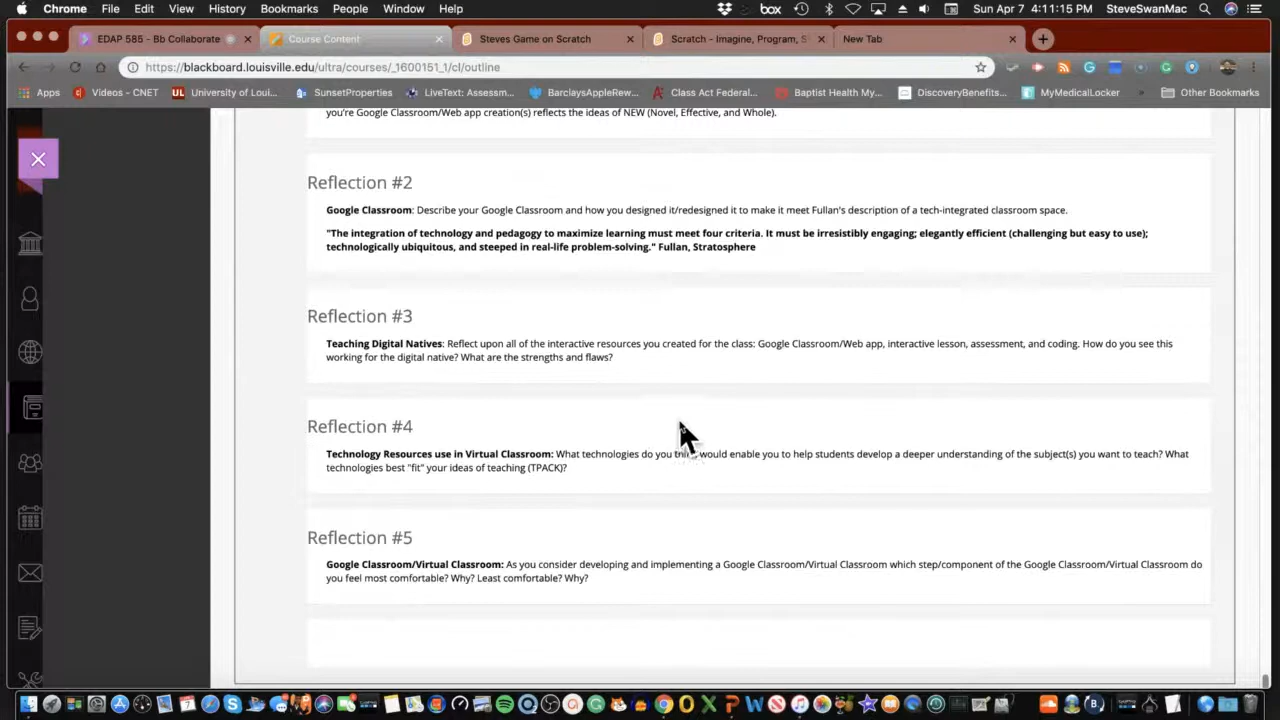 Chrome File Edit View History Bookmarks People Window Help box Sun Apr 7 4:11:15 PM SteveSwanMac
EDAP 585 - Bb Collaborate Course Content Steves Game on Scratch Scratch - Imagine, Program, S New Tab
https://blackboard.louisville.edu/ultra/courses/_1600151_1/cl/outline
Apps Videos - CNET UL University of Loui... SunsetProperties LiveText: Assessm... BarclaysAppleRew... Class Act Federal... Baptist Health My... DiscoveryBenefits... MyMedicalLocker » Other Bookmarks
you're Google Classroom/Web app creation(s) reflects the ideas of NEW (Novel, Effective, and Whole).
Reflection #2
Google Classroom: Describe your Google Classroom and how you designed it/redesigned it to make it meet Fullan's description of a tech-integrated classroom space.
"The integration of technology and pedagogy to maximize learning must meet four criteria. It must be irresistibly engaging; elegantly efficient (challenging but easy to use);
technologically ubiquitous, and steeped in real-life problem-solving." Fullan, Stratosphere
Reflection #3
Teaching Digital Natives: Reflect upon all of the interactive resources you created for the class: Google Classroom/Web app, interactive lesson, assessment, and coding. How do you see this
working for the digital native? What are the strengths and flaws?
Reflection #4
Technology Resources use in Virtual Classroom: What technologies do you think would enable you to help students develop a deeper understanding of the subject(s) you want to teach? What
technologies best "fit" your ideas of teaching (TPACK)?
Reflection #5
Google Classroom/Virtual Classroom: As you consider developing and implementing a Google Classroom/Virtual Classroom which step/component of the Google Classroom/Virtual Classroom do
you feel most comfortable? Why? Least comfortable? Why?